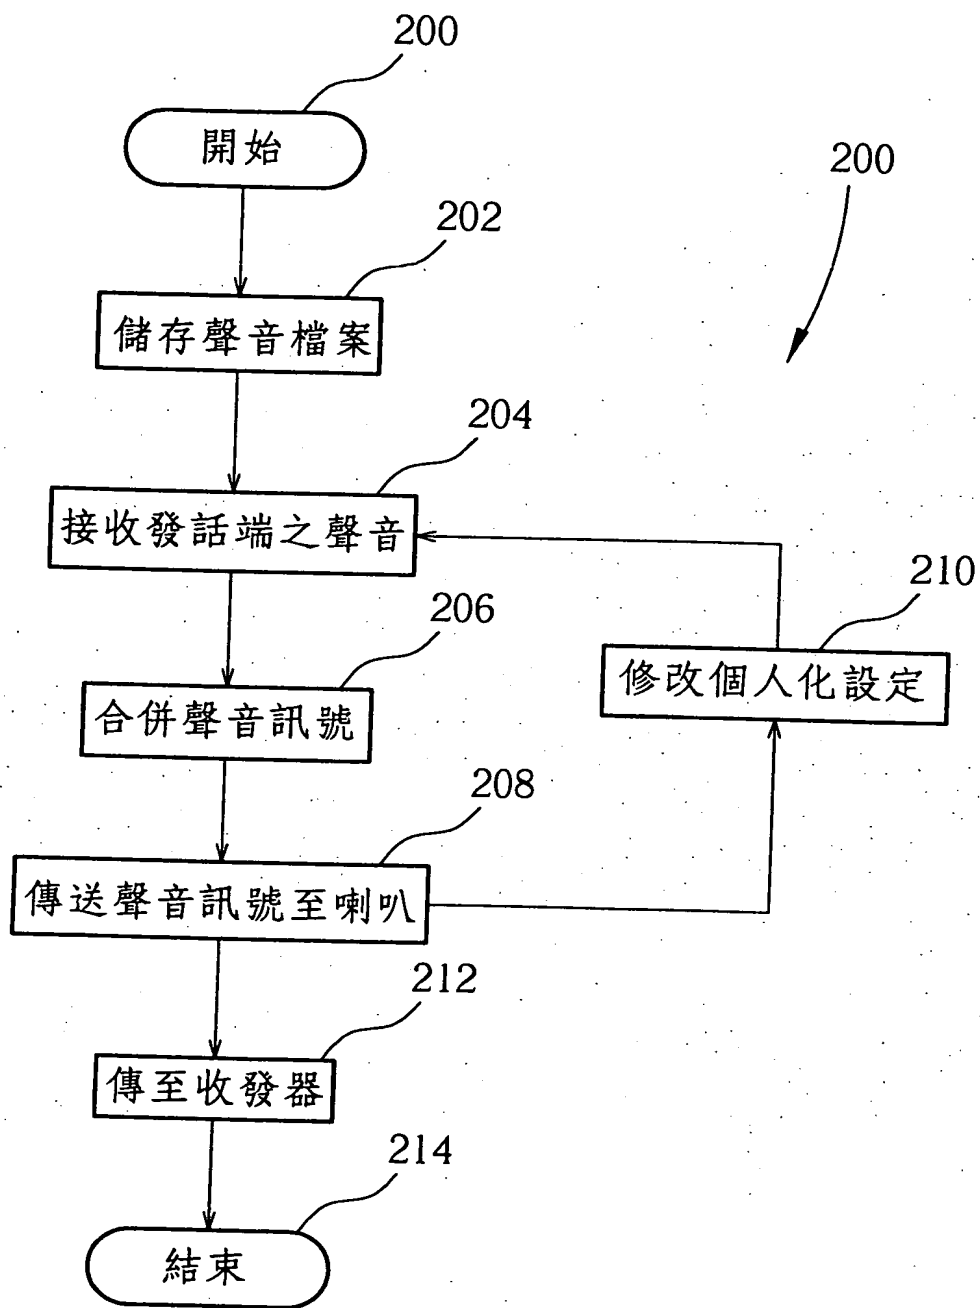 200
開始
200
202
儲存聲音檔案
204
接收發話端之聲音
210
206
修改個人化設定
合併聲音訊號
208
傳送聲音訊號至喇叭
212
傳至收發器
214
結束